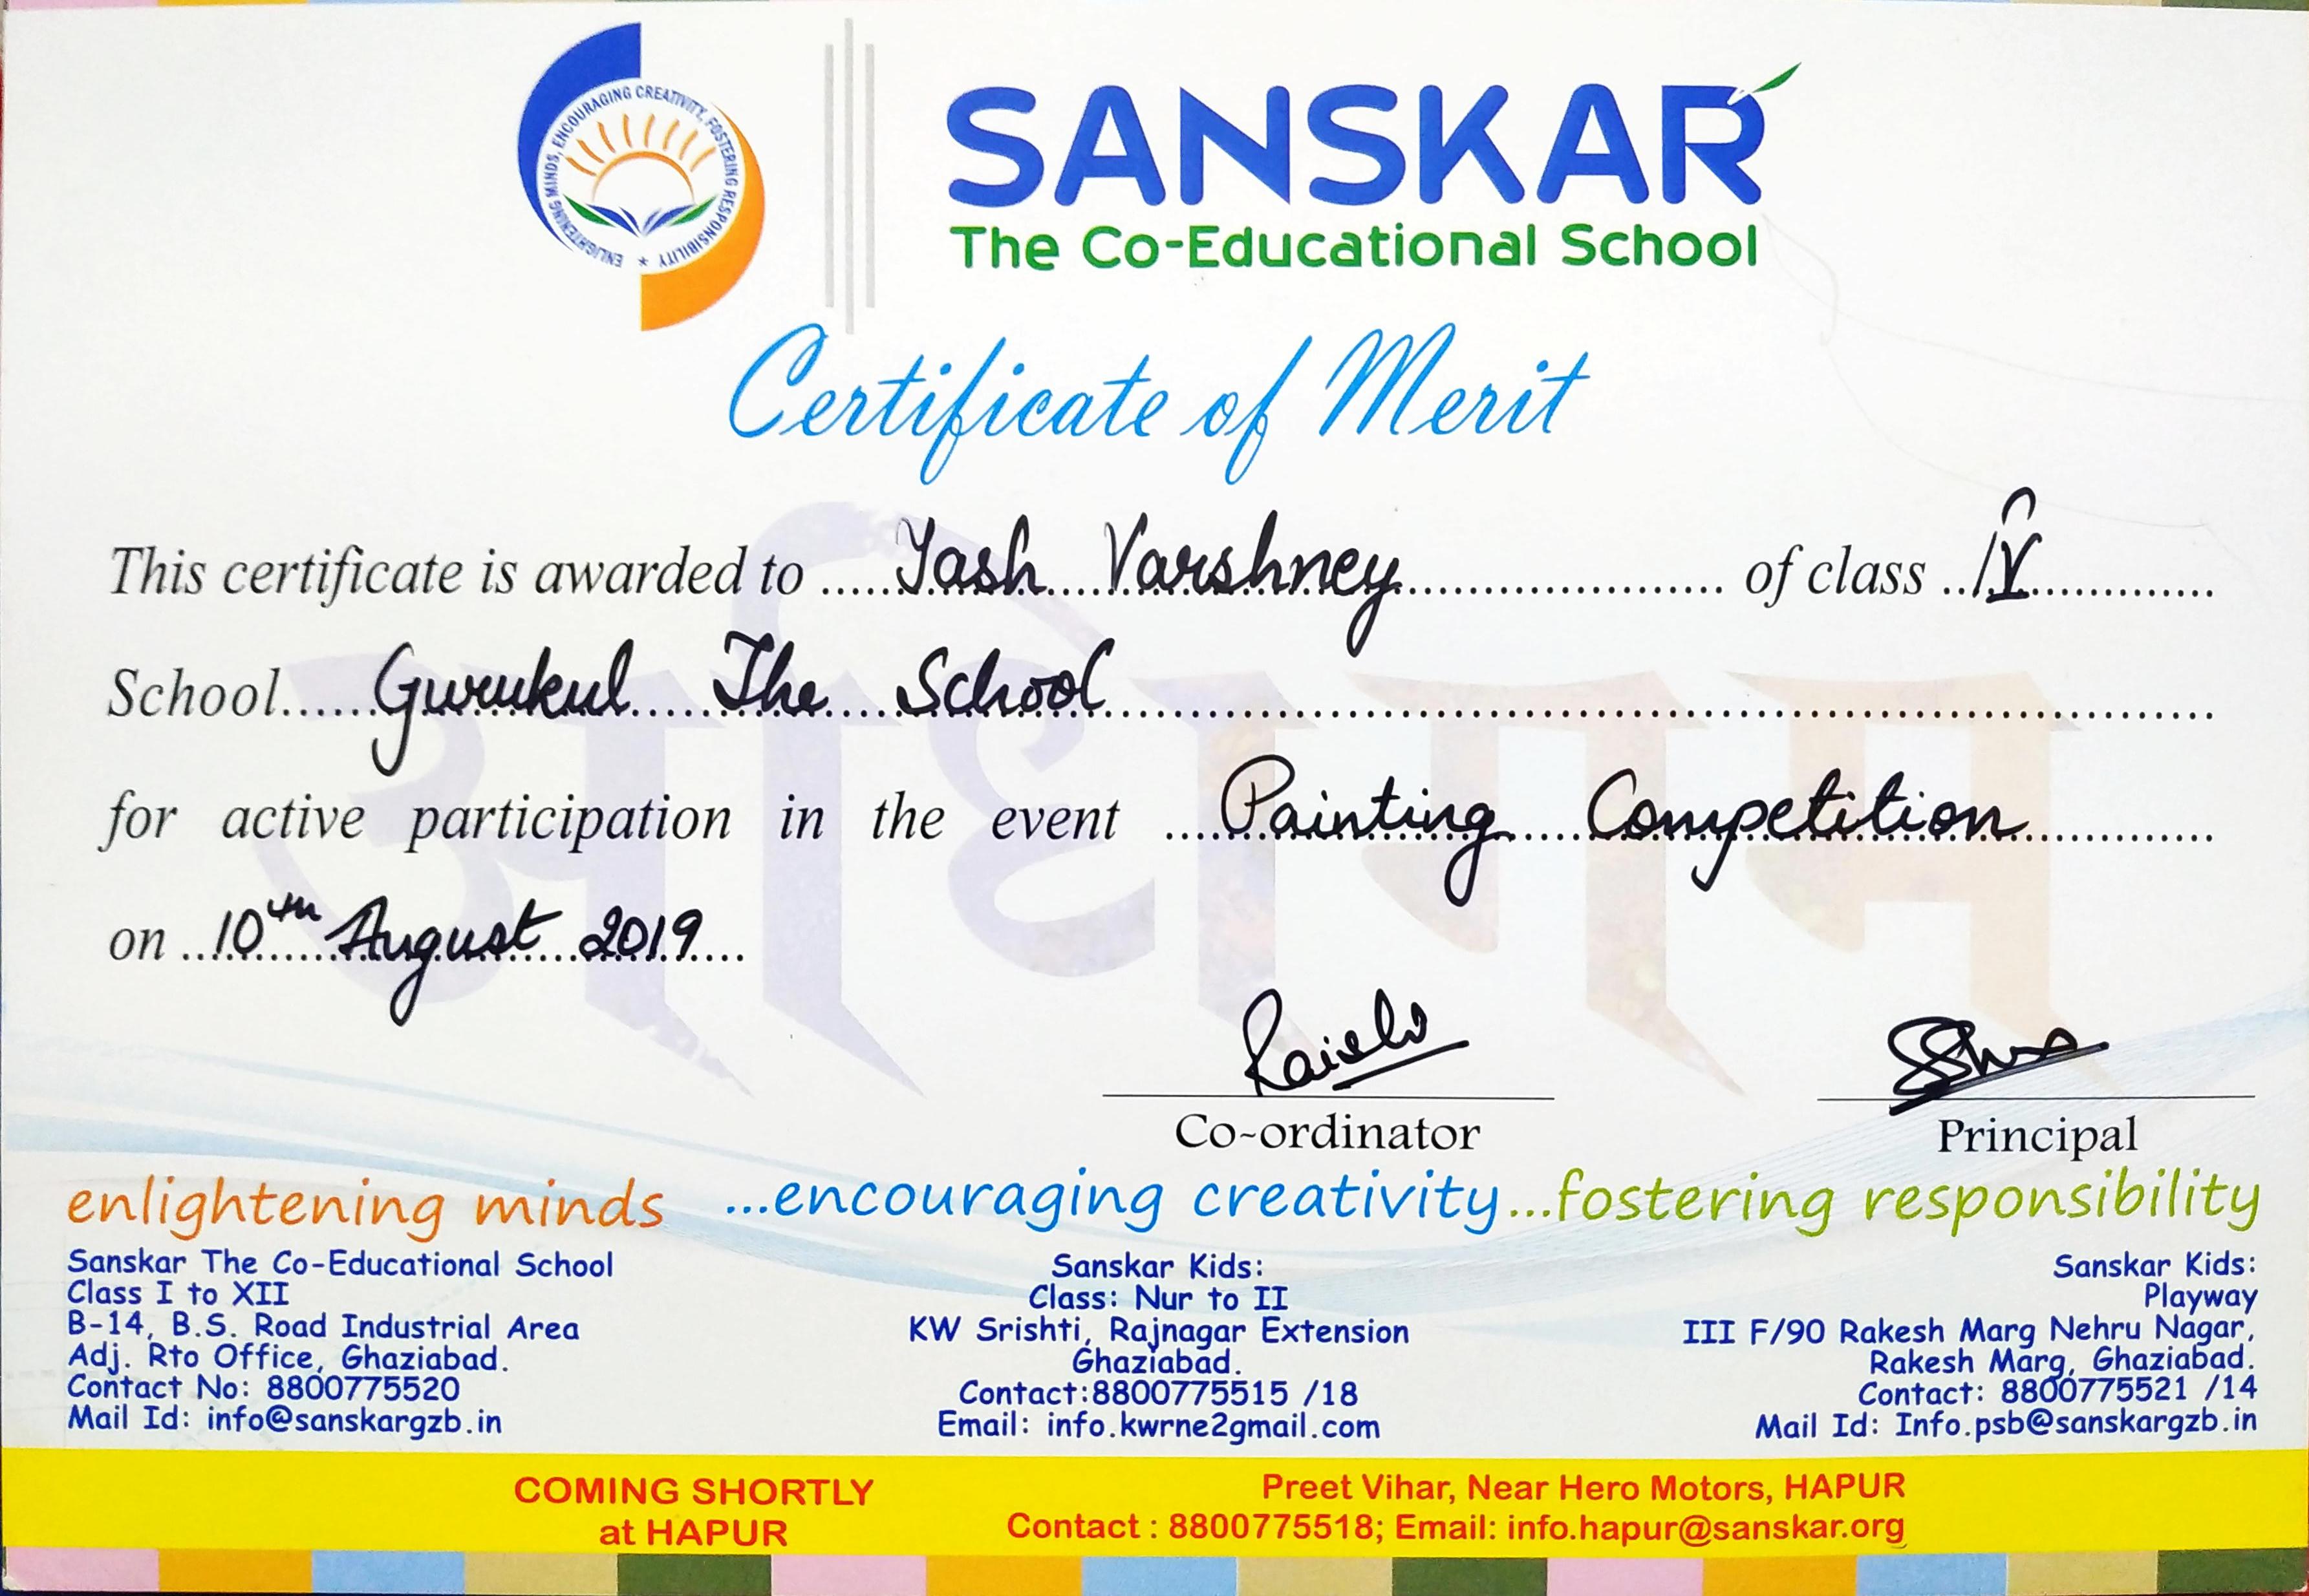 ENLIGHTENING MINDS, ENCOURAGING CREATIVITY, FOSTERING RESPONSIBILITY *
SANSKAR
The Co-Educational School
Certificate of Merit
अधिगम
This certificate is awarded to ..... Yash Varshney ..... of class .. IV .....
School..... Gurukul The School .....
for active participation in the event .... Painting Competition .....
on ... 10th August 2019 ....
Co-ordinator
Principal
enlightening minds ...encouraging creativity...fostering responsibility
Sanskar The Co-Educational School
Class I to XII
B-14, B.S. Road Industrial Area
Adj. Rto Office, Ghaziabad.
Contact No: 8800775520
Mail Id: info@sanskargzb.in
Sanskar Kids:
Class: Nur to II
KW Srishti, Rajnagar Extension
Ghaziabad.
Contact:8800775515 /18
Email: info.kwrne2gmail.com
Sanskar Kids:
Playway
III F/90 Rakesh Marg Nehru Nagar,
Rakesh Marg, Ghaziabad.
Contact: 8800775521 /14
Mail Id: Info.psb@sanskargzb.in
COMING SHORTLY
at HAPUR
Preet Vihar, Near Hero Motors, HAPUR
Contact : 8800775518; Email: info.hapur@sanskar.org